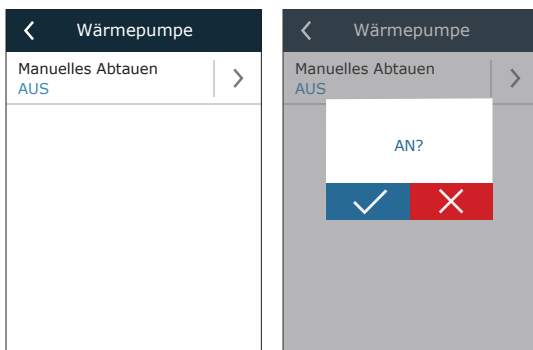 Wärmepumpe
Manuelles Abtauen
AUS
Wärmepumpe
Manuelles Abtauen
AUS
AN?